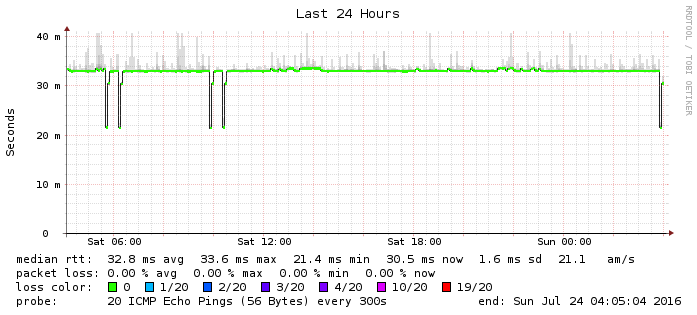 Last 24 Hours
RRDTOOL / TOBI OETIKER
Seconds
40 m
30 m
20 m
10 m
0
Sat 06:00 Sat 12:00 Sat 18:00 Sun 00:00
median rtt: 32.8 ms avg 33.6 ms max 21.4 ms min 30.5 ms now 1.6 ms sd 21.1 am/s
packet loss: 0.00 % avg 0.00 % max 0.00 % min 0.00 % now
loss color: 0 1/20 2/20 3/20 4/20 10/20 19/20
probe: 20 ICMP Echo Pings (56 Bytes) every 300s end: Sun Jul 24 04:05:04 2016